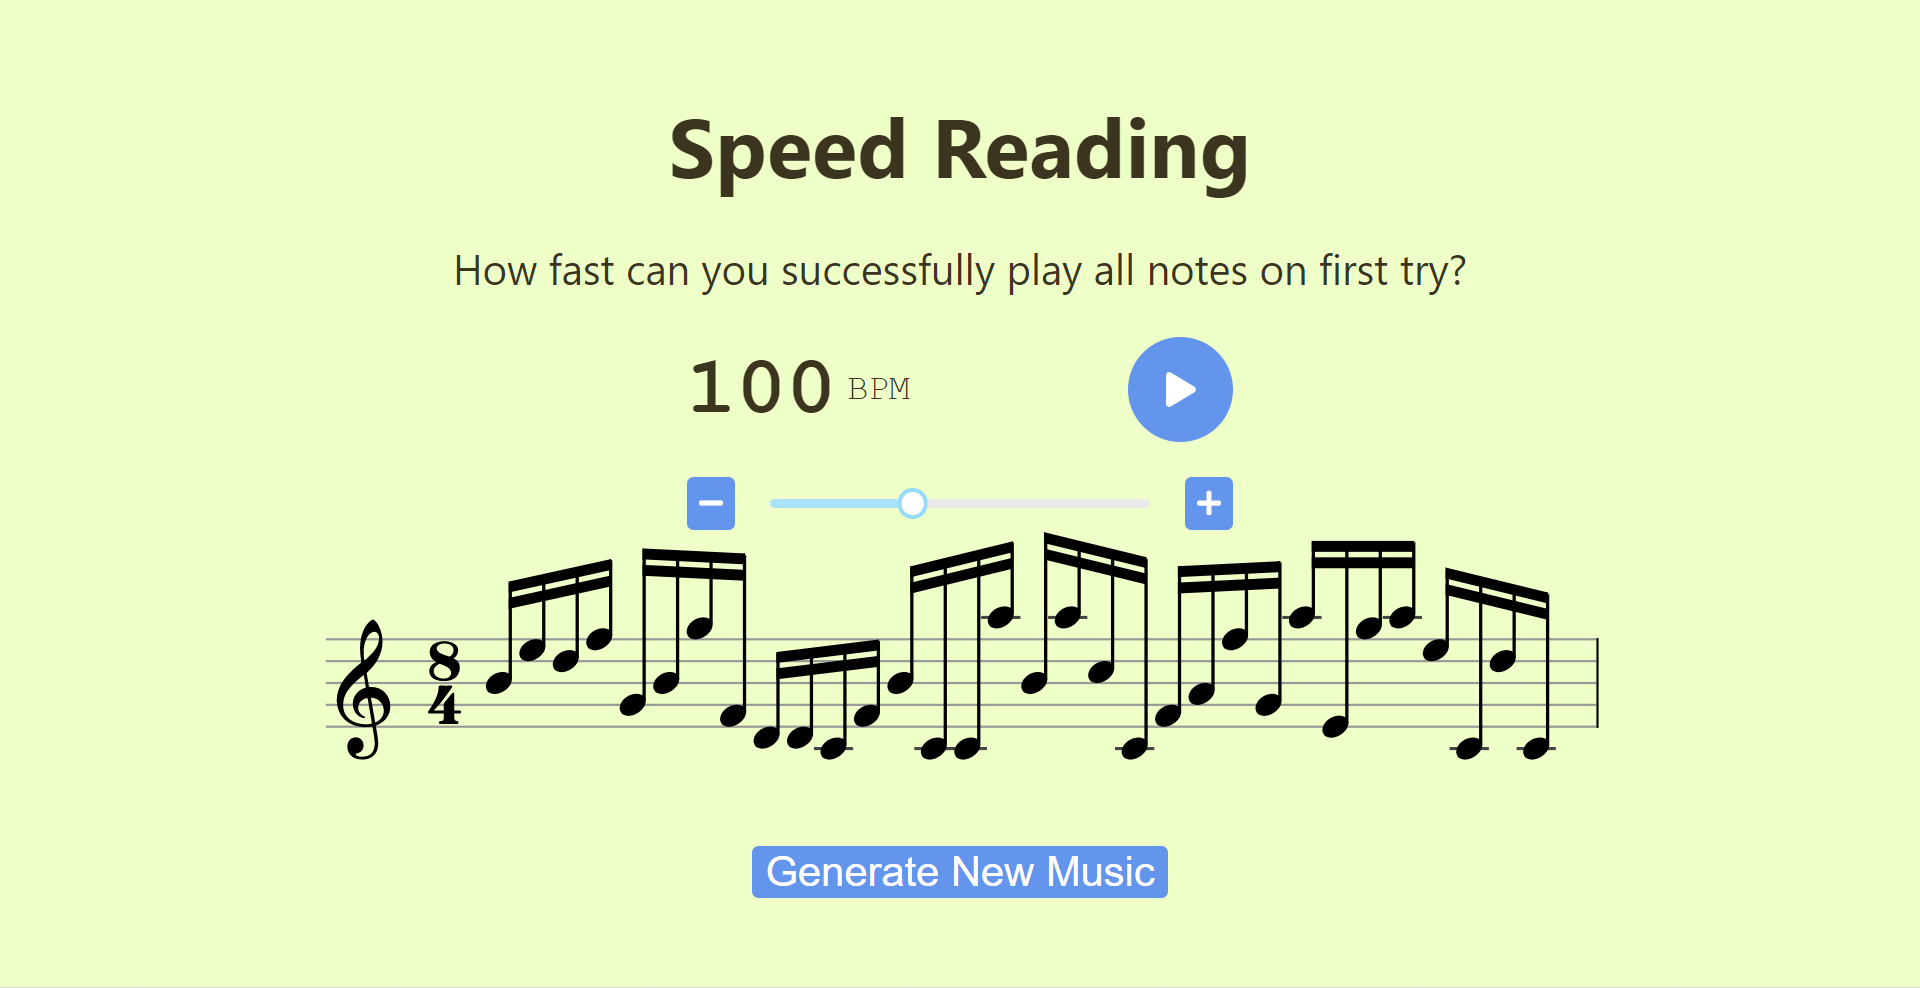 Speed Reading
How fast can you successfully play all notes on first try?
100 BPM
8
4
Generate New Music